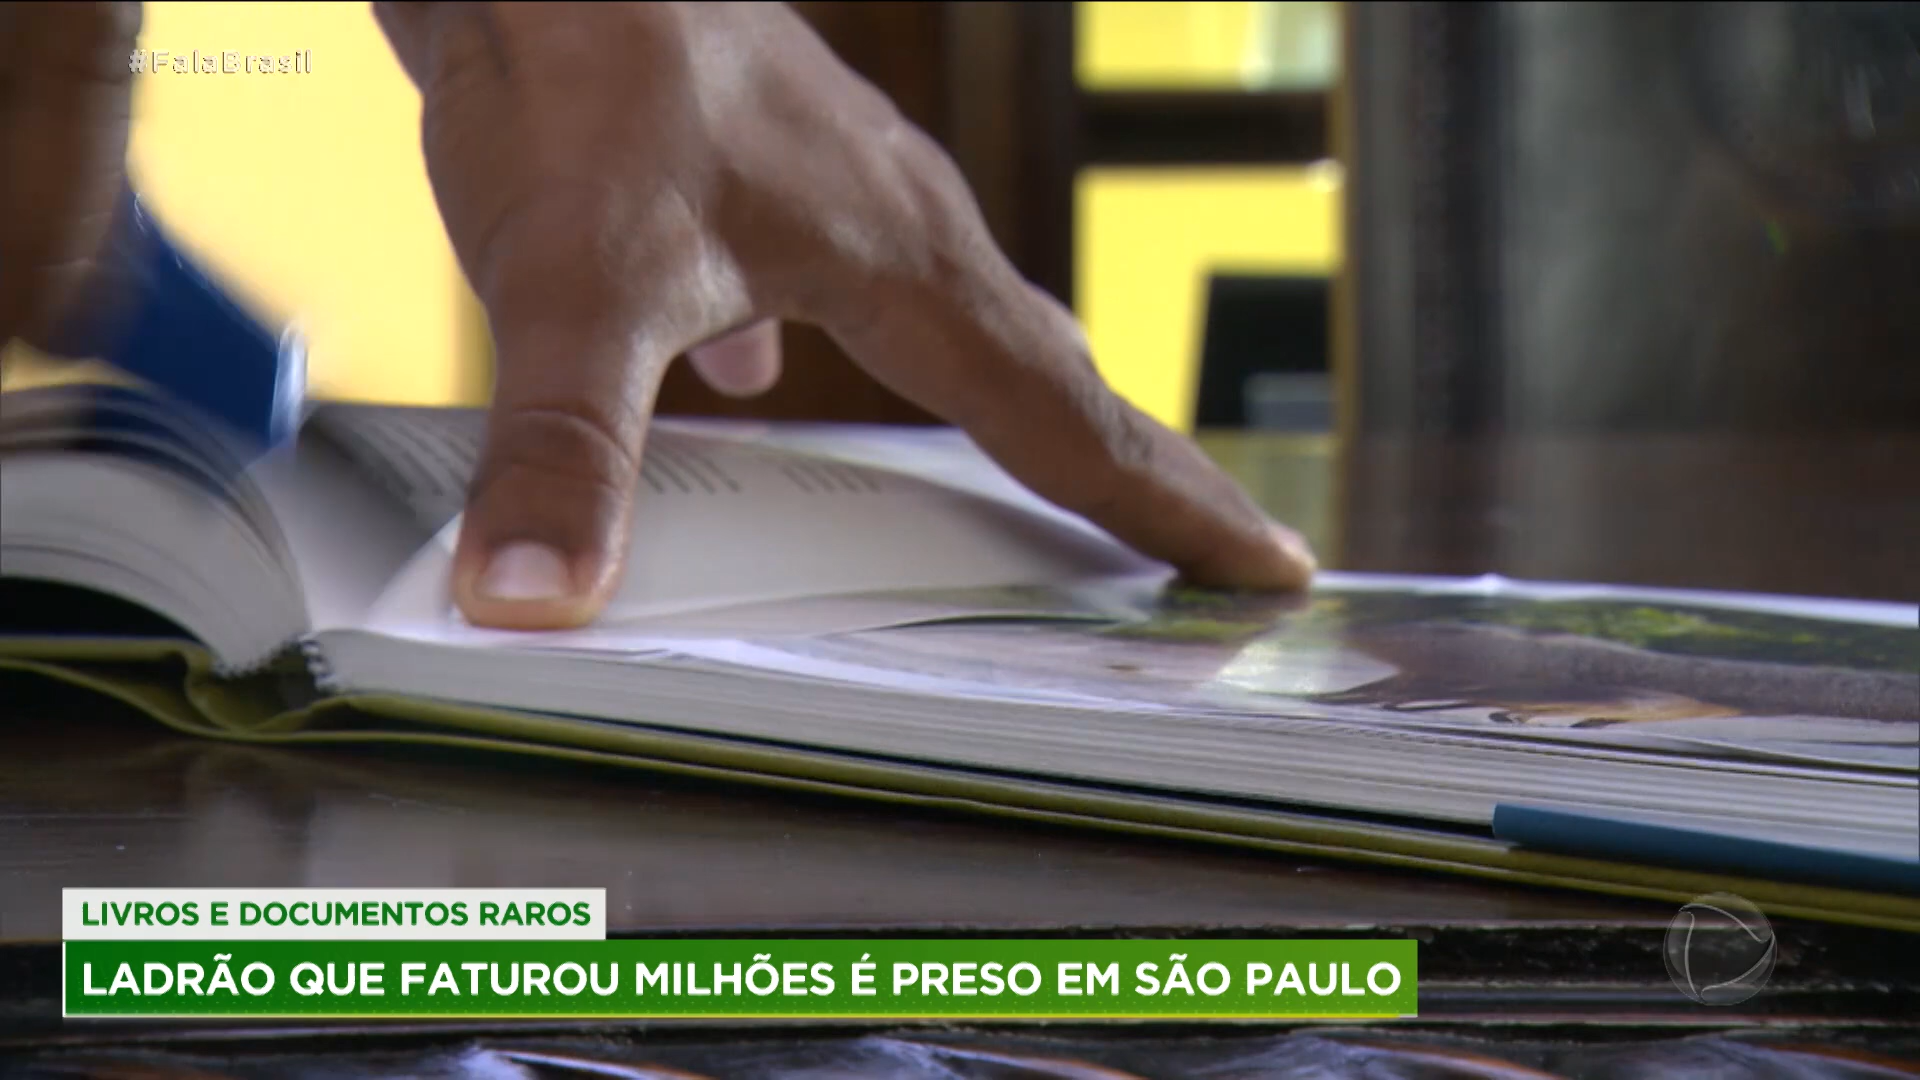 #FalaBrasil
LIVROS E DOCUMENTOS RAROS
LADRÃO QUE FATUROU MILHÕES É PRESO EM SÃO PAULO